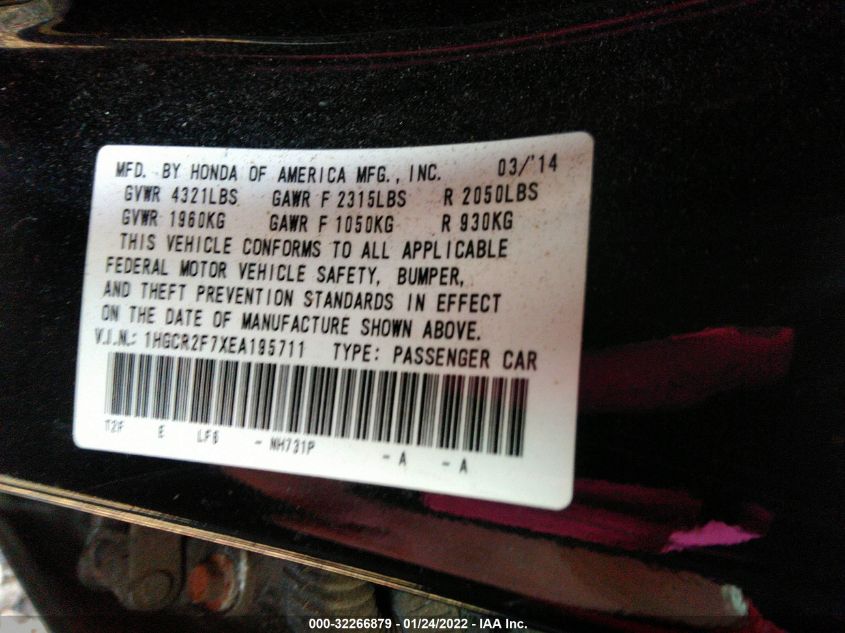 MFD. BY HONDA OF AMERICA MFG., INC. 03/'14
GVWR 4321LBS GAWR F 2315LBS R 2050LBS
GVWR 1960KG GAWR F 1050KG R 930KG
THIS VEHICLE CONFORMS TO ALL APPLICABLE
FEDERAL MOTOR VEHICLE SAFETY, BUMPER,
AND THEFT PREVENTION STANDARDS IN EFFECT
ON THE DATE OF MANUFACTURE SHOWN ABOVE.
V.I.N.: 1HGCR2F7XEA195711 TYPE: PASSENGER CAR
T2F E LF6 - NH731P - A - A
000-32266879 - 01/24/2022 - IAA Inc.